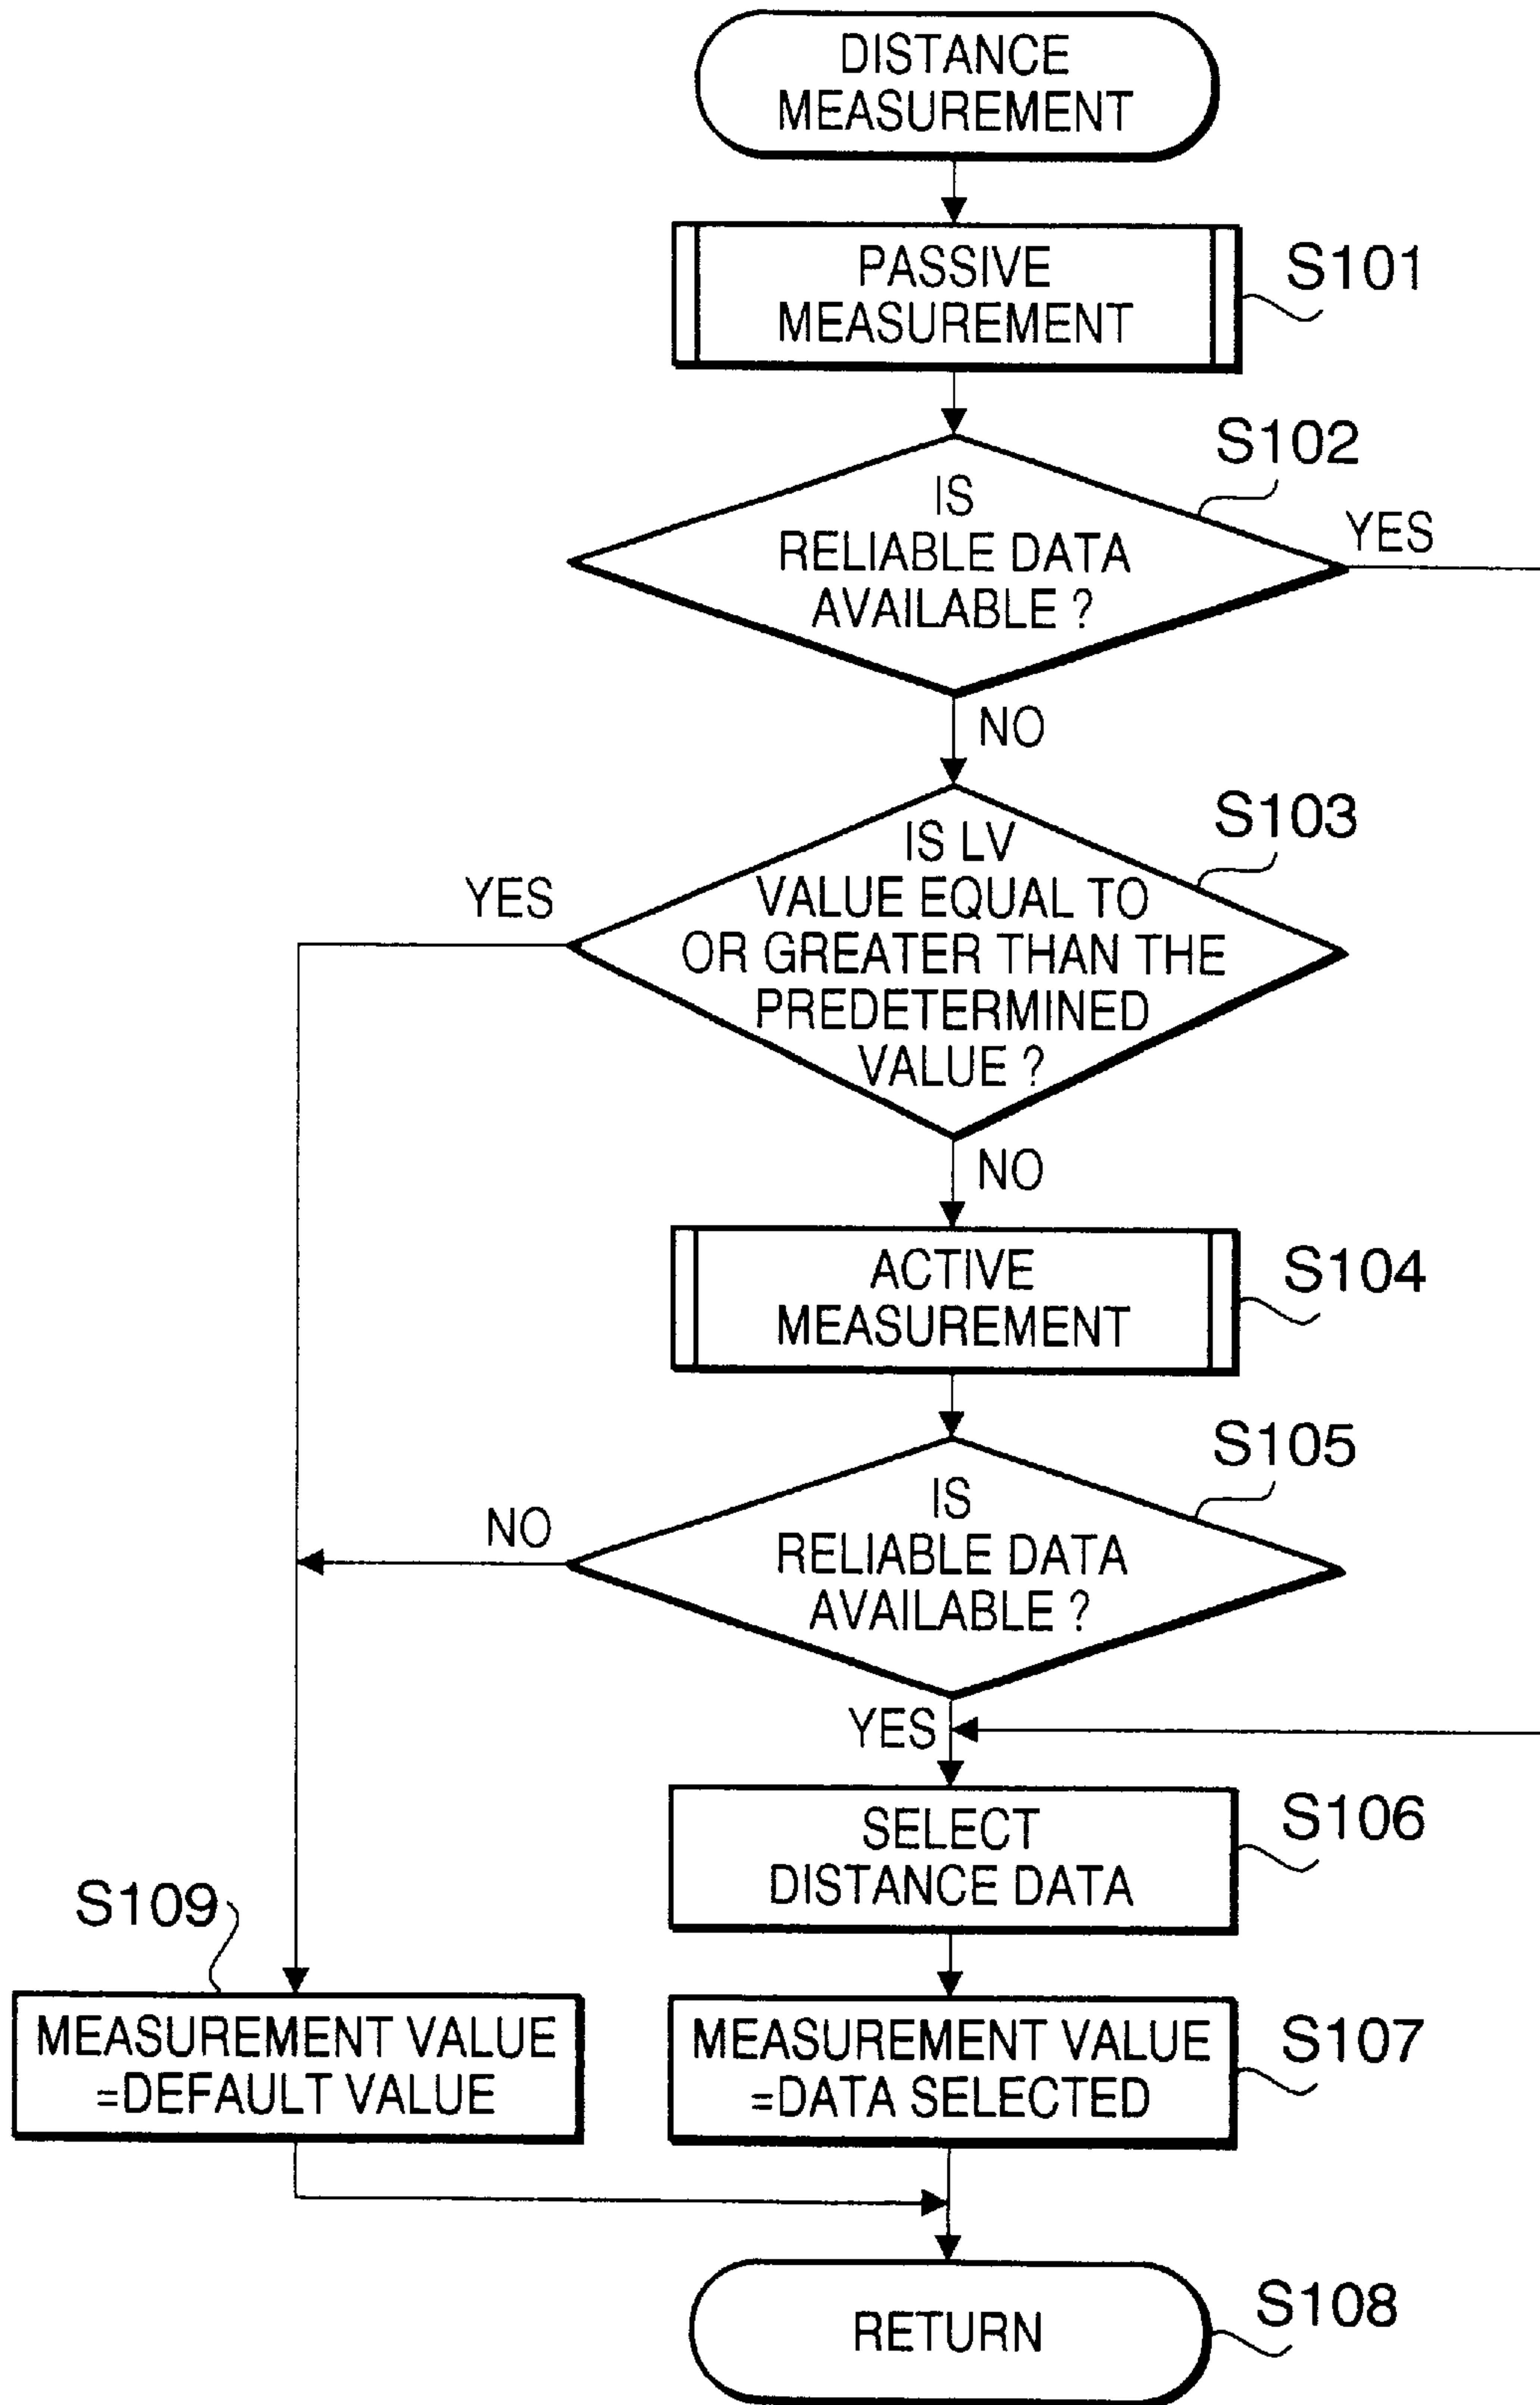 DISTANCE
MEASUREMENT
PASSIVE
MEASUREMENT
S101
S102
IS
RELIABLE DATA
AVAILABLE ?
YES
NO
S103
IS LV
VALUE EQUAL TO
OR GREATER THAN THE
PREDETERMINED
VALUE ?
YES
NO
ACTIVE
MEASUREMENT
S104
S105
IS
RELIABLE DATA
AVAILABLE ?
NO
YES
SELECT
DISTANCE DATA
S106
S109
MEASUREMENT VALUE
=DEFAULT VALUE
MEASUREMENT VALUE
=DATA SELECTED
S107
RETURN
S108